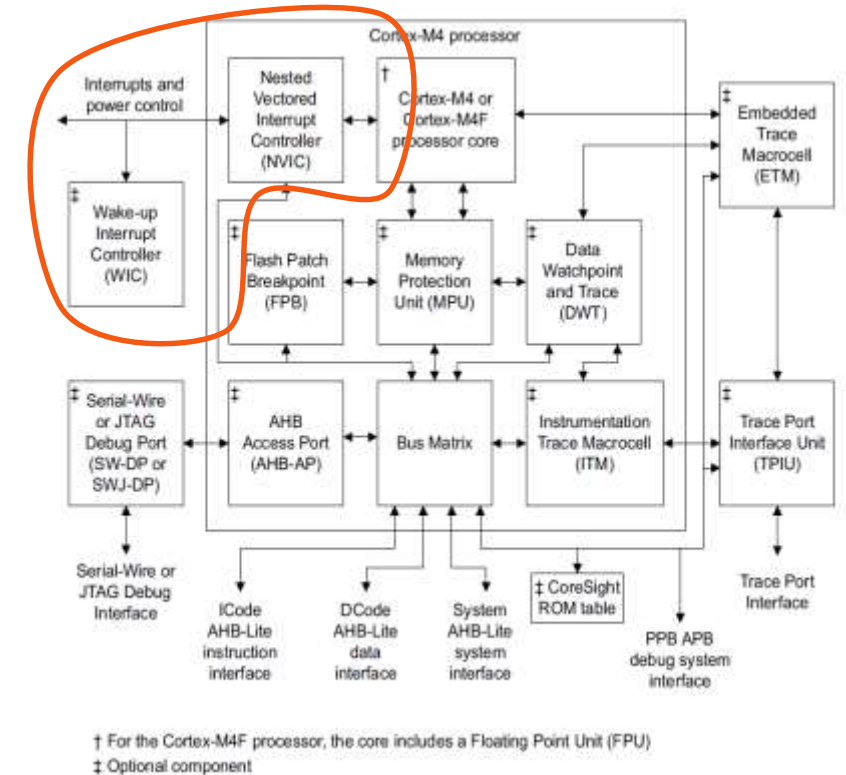 Cortex-M4 processor
Interrupts and
power control
Nested
Vectored
Interrupt
Controller
(NVIC)
†
Cortex-M4 or
Cortex-M4F
processor core
‡
Embedded
Trace
Macrocell
(ETM)
‡
Wake-up
Interrupt
Controller
(WIC)
‡
Flash Patch
Breakpoint
(FPB)
‡
Memory
Protection
Unit (MPU)
‡
Data
Watchpoint
and Trace
(DWT)
‡
Serial-Wire
or JTAG
Debug Port
(SW-DP or
SWJ-DP)
‡
AHB
Access Port
(AHB-AP)
Bus Matrix
‡
Instrumentation
Trace Macrocell
(ITM)
‡
Trace Port
Interface Unit
(TPIU)
Serial-Wire or
JTAG Debug
Interface
ICode
AHB-Lite
instruction
interface
DCode
AHB-Lite
data
interface
System
AHB-Lite
system
interface
‡ CoreSight
ROM table
PPB APB
debug system
interface
Trace Port
Interface
† For the Cortex-M4F processor, the core includes a Floating Point Unit (FPU)
‡ Optional component